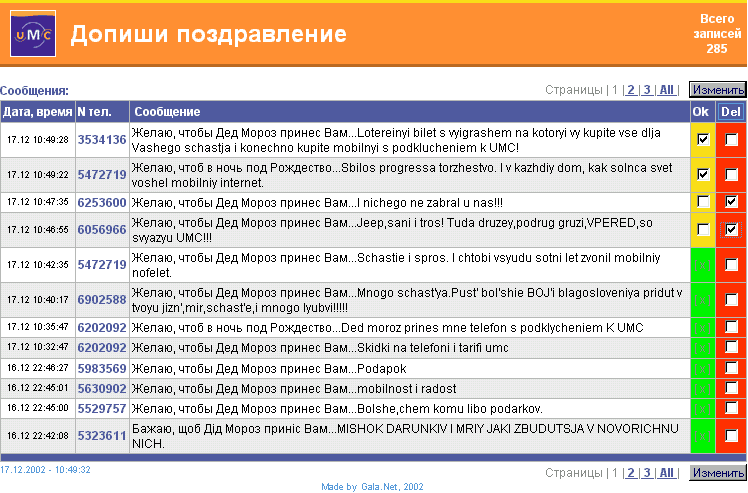 UMC
Допиши поздравление
Всего
записей
285
Сообщения:
Страницы | 1 | 2 | 3 | All |
Изменить
Дата, время N тел. Сообщение Ok Del
17.12 10:49:28 3534136 Желаю, чтобы Дед Мороз принес Вам...Lotereinyi bilet s vyigrashem na kotoryi vy kupite vse dlja
Vashego schastja i konechno kupite mobilnyi s podklucheniem k UMC!
17.12 10:49:22 5472719 Желаю, чтоб в ночь под Рождество...Sbilos progressa torzhestvo. I v kazhdiy dom, kak solnca svet
voshel mobilniy internet.
17.12 10:47:35 6253600 Желаю, чтобы Дед Мороз принес Вам...I nichego ne zabral u nas!!!
17.12 10:46:55 6056966 Желаю, чтобы Дед Мороз принес Вам...Jeep,sani i tros! Tuda druzey,podrug gruzi,VPERED,so
svyazyu UMC!!!
17.12 10:42:35 5472719 Желаю, чтобы Дед Мороз принес Вам...Schastie i spros. I chtobi vsyudu sotni let zvonil mobilniy
nofelet.
17.12 10:40:17 6902588 Желаю, чтобы Дед Мороз принес Вам...Mnogo schast'ya.Pust' bol'shie BOJ'i blagosloveniya pridut v
tvoyu jizn',mir,schast'e,i mnogo lyubvi!!!!!
17.12 10:35:47 6202092 Желаю, чтоб в ночь под Рождество...Ded moroz prines mne telefon s podklycheniem K UMC
17.12 10:32:47 6202092 Желаю, чтобы Дед Мороз принес Вам...Skidki na telefoni i tarifi umc
16.12 22:46:27 5983569 Желаю, чтобы Дед Мороз принес Вам...Podapok
16.12 22:45:01 5630902 Желаю, чтобы Дед Мороз принес Вам...mobilnost i radost
16.12 22:45:00 5529757 Желаю, чтобы Дед Мороз принес Вам...Bolshe,chem komu libo podarkov.
16.12 22:42:08 5323611 Бажаю, щоб Дід Мороз приніс Вам...MISHOK DARUNKIV I MRIY JAKI ZBUDUTSJA V NOVORICHNU
NICH.
17.12.2002 - 10:49:32
Страницы | 1 | 2 | 3 | All |
Изменить
Made by Gala.Net, 2002